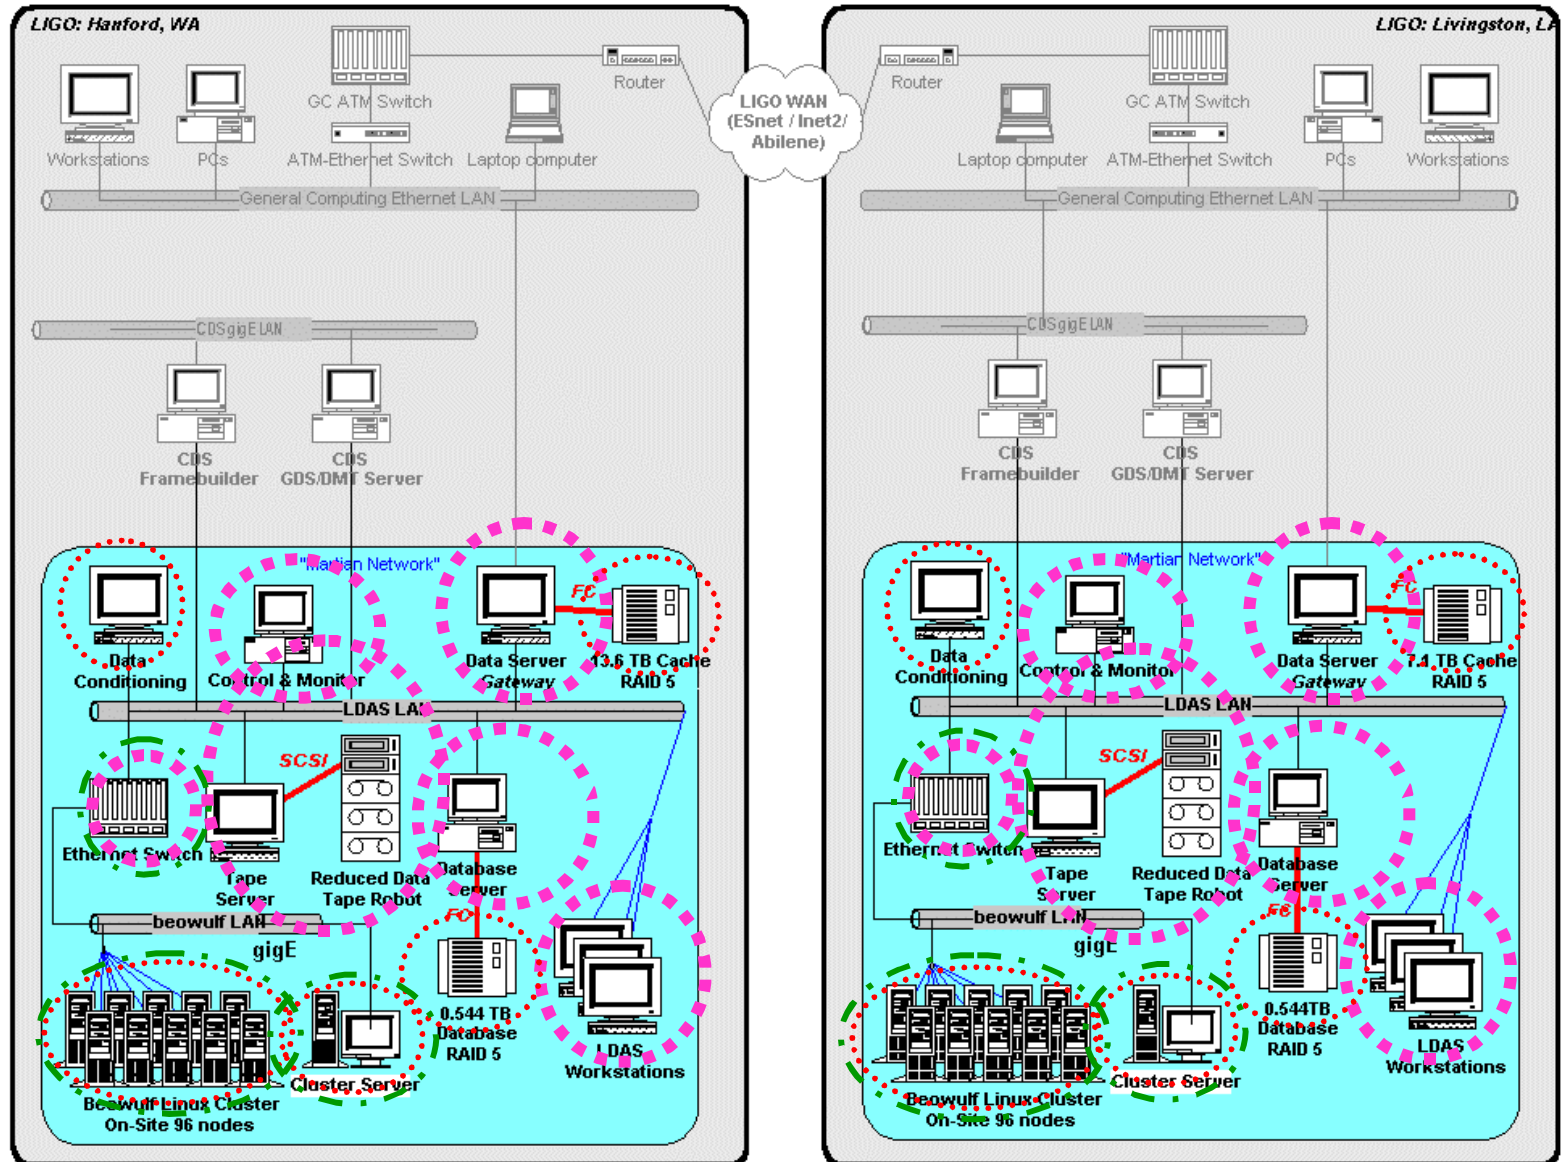 LIGO: Hanford, WA
Router
GC ATM Switch
Workstations
PCs
ATM-Ethernet Switch
Laptop computer
General Computing Ethernet LAN
CDSgigE LAN
CDS
Framebuilder
CDS
GDS/DMT Server
"Martian Network"
FC
Data
Conditioning
Control & Monitor
Data Server
Gateway
13.6 TB Cache
RAID 5
LDAS LAN
SCSI
Ethernet Switch
Tape
Server
Reduced Data
Tape Robot
Database
Server
FC
beowulf LAN
gigE
0.544 TB
Database
RAID 5
LDAS
Workstations
Cluster Server
Beowulf Linux Cluster
On-Site 96 nodes
LIGO WAN
(ESnet / Inet2/
Abilene)
LIGO: Livingston, LA
Router
GC ATM Switch
Laptop computer
ATM-Ethernet Switch
PCs
Workstations
General Computing Ethernet LAN
CDSgigE LAN
CDS
Framebuilder
CDS
GDS/DMT Server
"Martian Network"
FC
Data
Conditioning
Control & Monitor
Data Server
Gateway
7.1 TB Cache
RAID 5
LDAS LAN
SCSI
Ethernet Switch
Tape
Server
Reduced Data
Tape Robot
Database
Server
FC
beowulf LAN
gigE
0.544TB
Database
RAID 5
LDAS
Workstations
Cluster Server
Beowulf Linux Cluster
On-Site 96 nodes